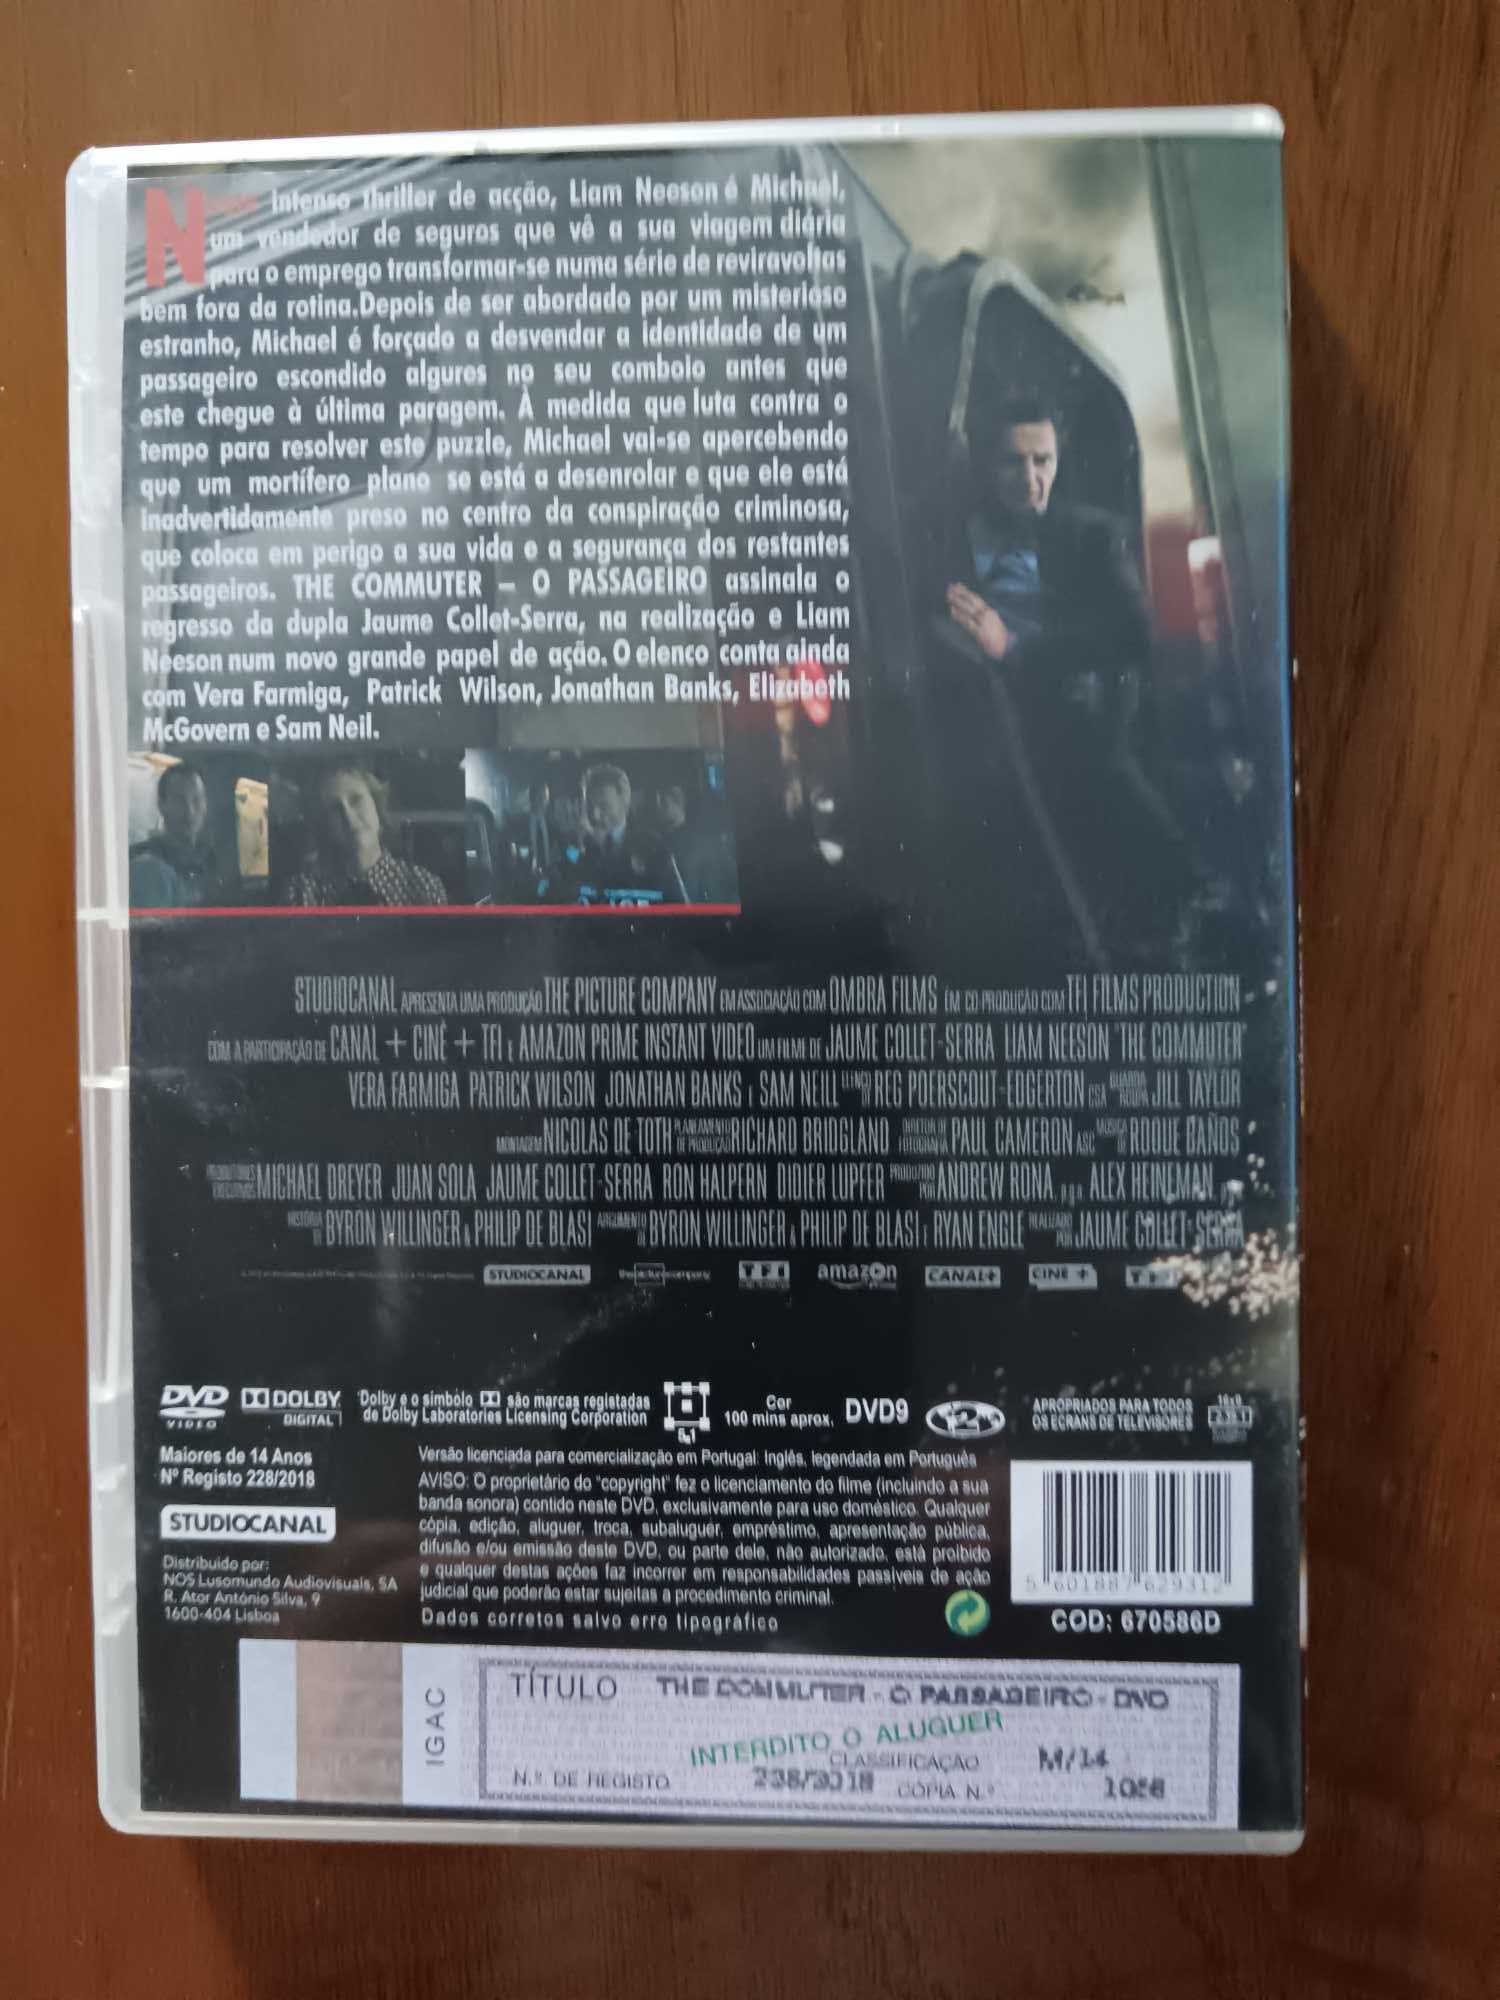 N intenso thriller de acção, Liam Neeson é Michael,
um vendedor de seguros que vê a sua viagem diária
para o emprego transformar-se numa série de reviravoltas
bem fora da rotina.Depois de ser abordado por um misterioso
estranho, Michael é forçado a desvendar a identidade de um
passageiro escondido algures no seu comboio antes que
este chegue à última paragem. À medida que luta contra o
tempo para resolver este puzzle, Michael vai-se apercebendo
que um mortífero plano se está a desenrolar e que ele está
inadvertidamente preso no centro da conspiração criminosa,
que coloca em perigo a sua vida e a segurança dos restantes
passageiros. THE COMMUTER – O PASSAGEIRO assinala o
regresso da dupla Jaume Collet-Serra, na realização e Liam
Neeson num novo grande papel de ação. O elenco conta ainda
com Vera Farmiga, Patrick Wilson, Jonathan Banks, Elizabeth
McGovern e Sam Neil.
STUDIOCANAL APRESENTA UMA PRODUÇÃO THE PICTURE COMPANY EM ASSOCIAÇÃO COM OMBRA FILMS EM CO-PRODUÇÃO COM TF1 FILMS PRODUCTION
COM A PARTICIPAÇÃO DE CANAL + CINÉ + TF1 E AMAZON PRIME INSTANT VIDEO UM FILME DE JAUME COLLET-SERRA LIAM NEESON "THE COMMUTER"
VERA FARMIGA PATRICK WILSON JONATHAN BANKS E SAM NEILL ELENCO DE REG POERSCOUT-EDGERTON CSA GUARDA ROUPA JILL TAYLOR
MONTAGEM NICOLAS DE TOTH PLANEAMENTO DE PRODUÇÃO RICHARD BRIDGLAND DIRETOR DE FOTOGRAFIA PAUL CAMERON ASC MÚSICA DE ROQUE BAÑOS
PRODUTORES EXECUTIVOS MICHAEL DREYER JUAN SOLA JAUME COLLET-SERRA RON HALPERN DIDIER LUPFER PRODUZIDO POR ANDREW RONA, p.g.a. ALEX HEINEMAN,
HISTÓRIA DE BYRON WILLINGER & PHILIP DE BLASI ARGUMENTO DE BYRON WILLINGER & PHILIP DE BLASI E RYAN ENGLE REALIZADO POR JAUME COLLET-SERRA
STUDIOCANAL thepicturecompany TF1 amazon CANAL+ CINÉ + TF1
DVD VIDEO DOLBY DIGITAL Dolby e o símbolo são marcas registadas
de Dolby Laboratories Licensing Corporation
5.1
Cor
100 mins aprox. DVD9 2
APROPRIADOS PARA TODOS
OS ECRANS DE TELEVISORES
16x9
2.39:1
Maiores de 14 Anos
Nº Registo 228/2018
STUDIOCANAL
Distribuído por:
NOS Lusomundo Audiovisuais, SA
R. Ator António Silva, 9
1600-404 Lisboa
Versão licenciada para comercialização em Portugal: Inglês, legendada em Português
AVISO: O proprietário do "copyright" fez o licenciamento do filme (incluindo a sua
banda sonora) contido neste DVD, exclusivamente para uso doméstico. Qualquer
cópia, edição, aluguer, troca, subaluguer, empréstimo, apresentação pública,
difusão e/ou emissão deste DVD, ou parte dele, não autorizado, está proibido
e qualquer destas ações faz incorrer em responsabilidades passíveis de ação
judicial que poderão estar sujeitas a procedimento criminal.
Dados corretos salvo erro tipográfico
5 601887 629312
COD: 670586D
IGAC
TÍTULO THE COMMUTER - O PASSAGEIRO - DVD
INTERDITO O ALUGUER
CLASSIFICAÇÃO M/14
N.º DE REGISTO 238/2018 CÓPIA N.º